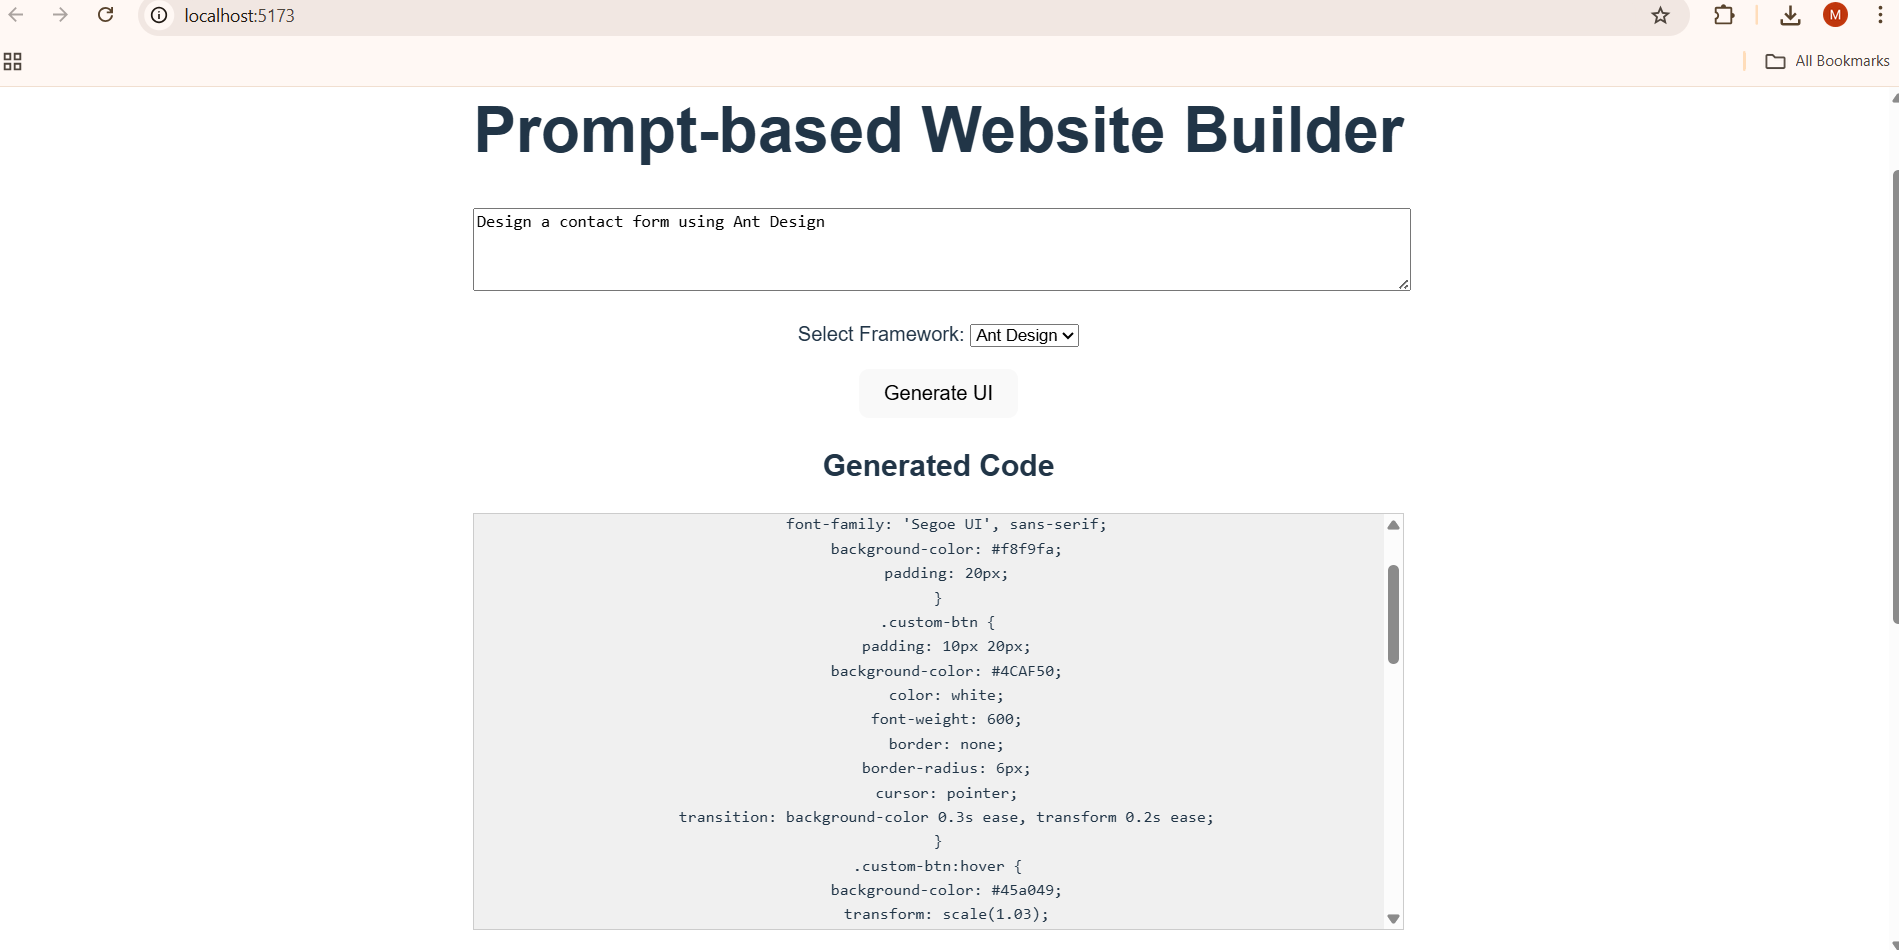 localhost:5173
M
All Bookmarks
Prompt-based Website Builder
Design a contact form using Ant Design
Select Framework: Ant Design
Generate UI
Generated Code
font-family: 'Segoe UI', sans-serif;
background-color: #f8f9fa;
padding: 20px;
}
.custom-btn {
padding: 10px 20px;
background-color: #4CAF50;
color: white;
font-weight: 600;
border: none;
border-radius: 6px;
cursor: pointer;
transition: background-color 0.3s ease, transform 0.2s ease;
}
.custom-btn:hover {
background-color: #45a049;
transform: scale(1.03);